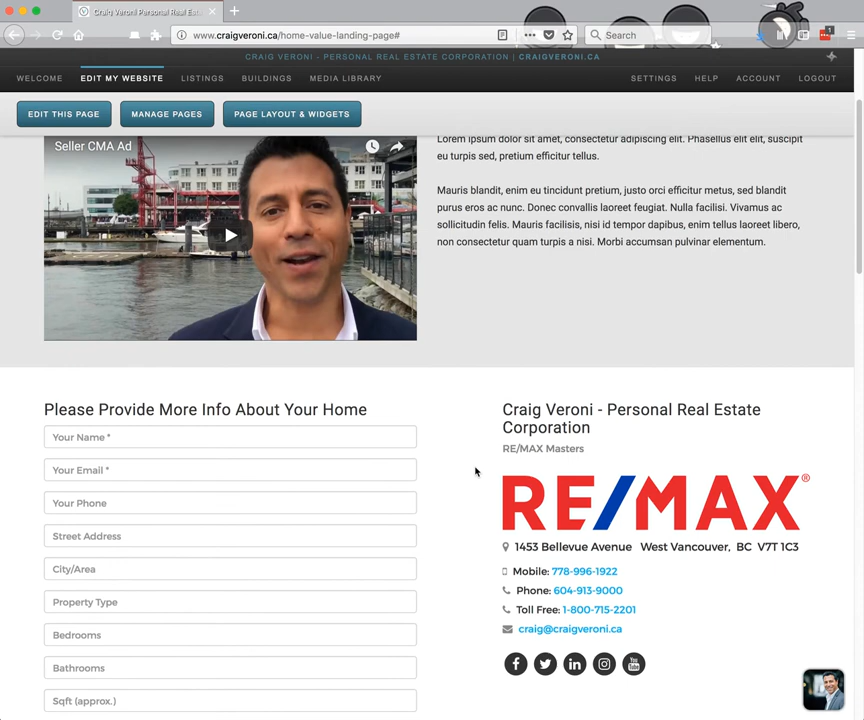 Craig Veroni Personal Real Est
www.craigveroni.ca/home-value-landing-page#
Search
CRAIG VERONI - PERSONAL REAL ESTATE CORPORATION | CRAIGVERONI.CA
WELCOME EDIT MY WEBSITE LISTINGS BUILDINGS MEDIA LIBRARY SETTINGS HELP ACCOUNT LOGOUT
EDIT THIS PAGE MANAGE PAGES PAGE LAYOUT & WIDGETS
Seller CMA Ad
Lorem ipsum dolor sit amet, consectetur adipiscing elit. Phasellus elit elit, suscipit
eu turpis sed, pretium efficitur tellus.
Mauris blandit, enim eu tincidunt pretium, justo orci efficitur metus, sed blandit
purus eros ac nunc. Donec convallis laoreet feugiat. Nulla facilisi. Vivamus ac
sollicitudin felis. Mauris facilisis, nisi id tempor dapibus, enim tellus laoreet libero,
non consectetur quam turpis a nisi. Morbi accumsan pulvinar elementum.
Please Provide More Info About Your Home
Your Name *
Your Email *
Your Phone
Street Address
City/Area
Property Type
Bedrooms
Bathrooms
Sqft (approx.)
Craig Veroni - Personal Real Estate
Corporation
RE/MAX Masters
RE/MAX®
1453 Bellevue Avenue West Vancouver, BC V7T 1C3
Mobile: 778-996-1922
Phone: 604-913-9000
Toll Free: 1-800-715-2201
craig@craigveroni.ca
You Tube